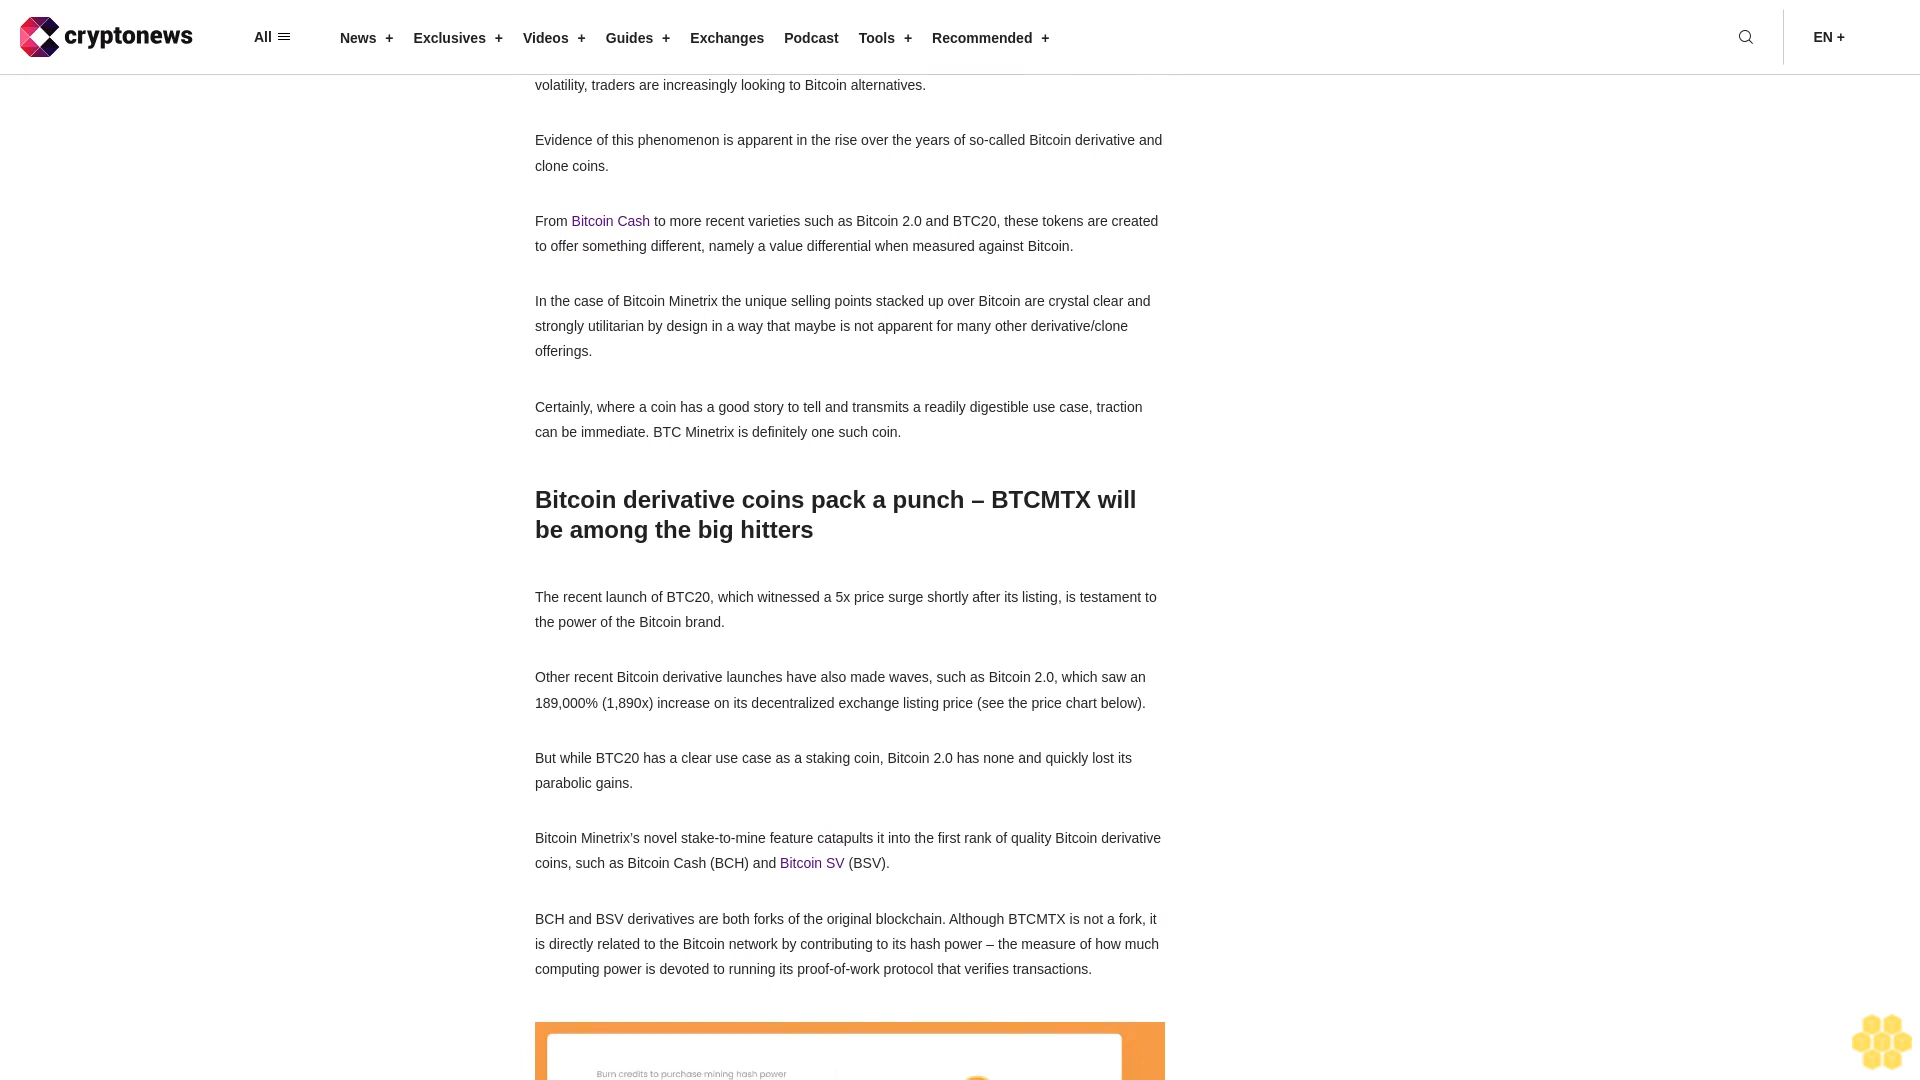 cryptonews
All
News +
Exclusives +
Videos +
Guides +
Exchanges
Podcast
Tools +
Recommended +
EN +
volatility, traders are increasingly looking to Bitcoin alternatives.
Evidence of this phenomenon is apparent in the rise over the years of so-called Bitcoin derivative and
clone coins.
From Bitcoin Cash to more recent varieties such as Bitcoin 2.0 and BTC20, these tokens are created
to offer something different, namely a value differential when measured against Bitcoin.
In the case of Bitcoin Minetrix the unique selling points stacked up over Bitcoin are crystal clear and
strongly utilitarian by design in a way that maybe is not apparent for many other derivative/clone
offerings.
Certainly, where a coin has a good story to tell and transmits a readily digestible use case, traction
can be immediate. BTC Minetrix is definitely one such coin.
Bitcoin derivative coins pack a punch – BTCMTX will
be among the big hitters
The recent launch of BTC20, which witnessed a 5x price surge shortly after its listing, is testament to
the power of the Bitcoin brand.
Other recent Bitcoin derivative launches have also made waves, such as Bitcoin 2.0, which saw an
189,000% (1,890x) increase on its decentralized exchange listing price (see the price chart below).
But while BTC20 has a clear use case as a staking coin, Bitcoin 2.0 has none and quickly lost its
parabolic gains.
Bitcoin Minetrix’s novel stake-to-mine feature catapults it into the first rank of quality Bitcoin derivative
coins, such as Bitcoin Cash (BCH) and Bitcoin SV (BSV).
BCH and BSV derivatives are both forks of the original blockchain. Although BTCMTX is not a fork, it
is directly related to the Bitcoin network by contributing to its hash power – the measure of how much
computing power is devoted to running its proof-of-work protocol that verifies transactions.
Burn credits to purchase mining hash power